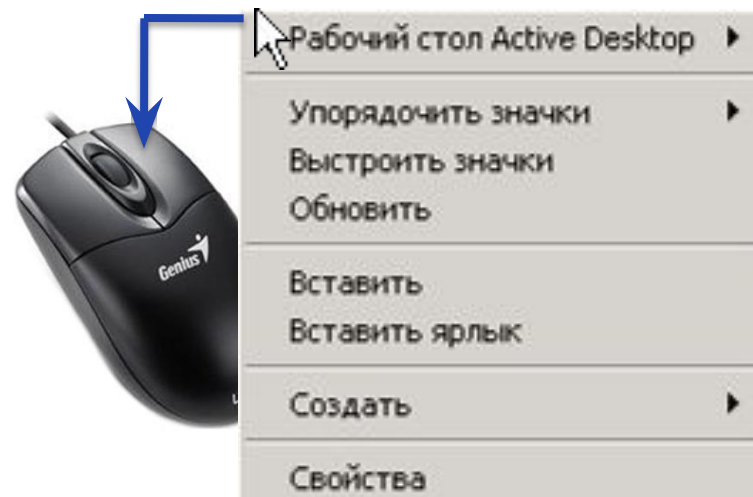 Рабочий стол Active Desktop
Упорядочить значки
Выстроить значки
Обновить
Genius
Вставить
Вставить ярлык
Создать
Свойства